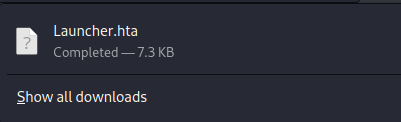 Launcher.hta
Completed — 7.3 KB
Show all downloads